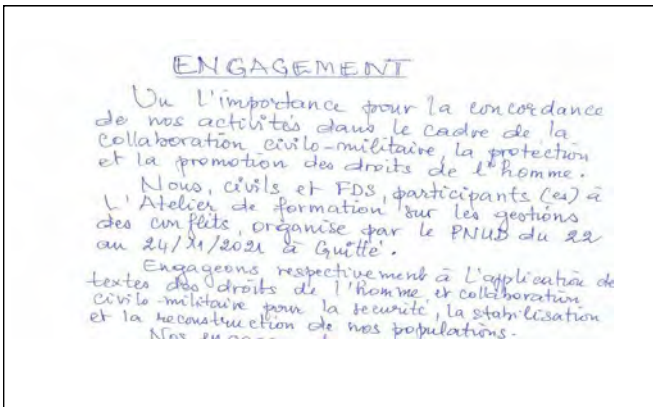 ENGAGEMENT
Vu l'importance pour la concordance
de nos activités dans le cadre de la
collaboration civilo-militaire, la protection
et la promotion des droits de l'homme.
Nous, civils et FDS, participants (es) à
L'Atelier de formation sur les gestions
des conflits, organise par le PNUD du 22
au 24/11/2021 à Guitté.
Engageons respectivement à L'application de
textes des droits de l'homme, et collaboration
civilo-militaire pour la securité, la stabilisation
et la reconstruction de nos populations.
Nos